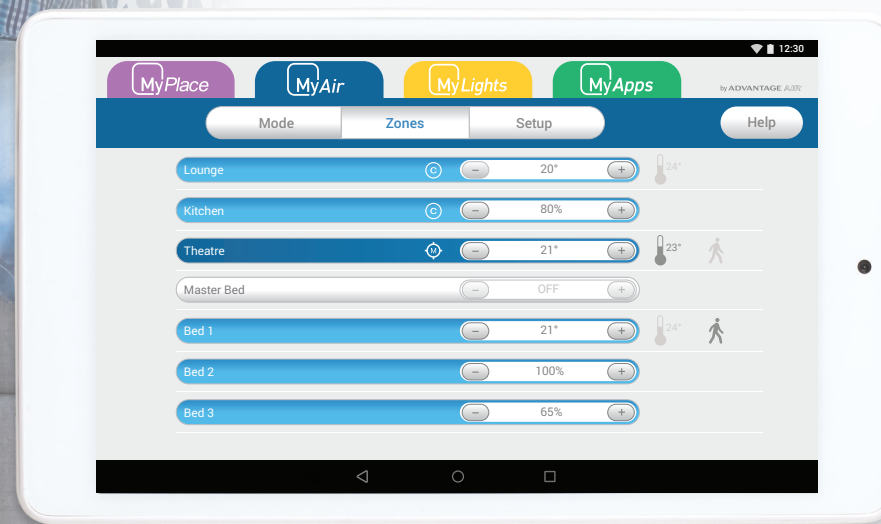 12:30
MyPlace MyAir MyLights MyApps by ADVANTAGE AIR
Mode Zones Setup Help
Lounge C − 20° + 24°
Kitchen C − 80% +
Theatre M − 21° + 23°
Master Bed − OFF +
Bed 1 − 21° + 24°
Bed 2 − 100% +
Bed 3 − 65% +